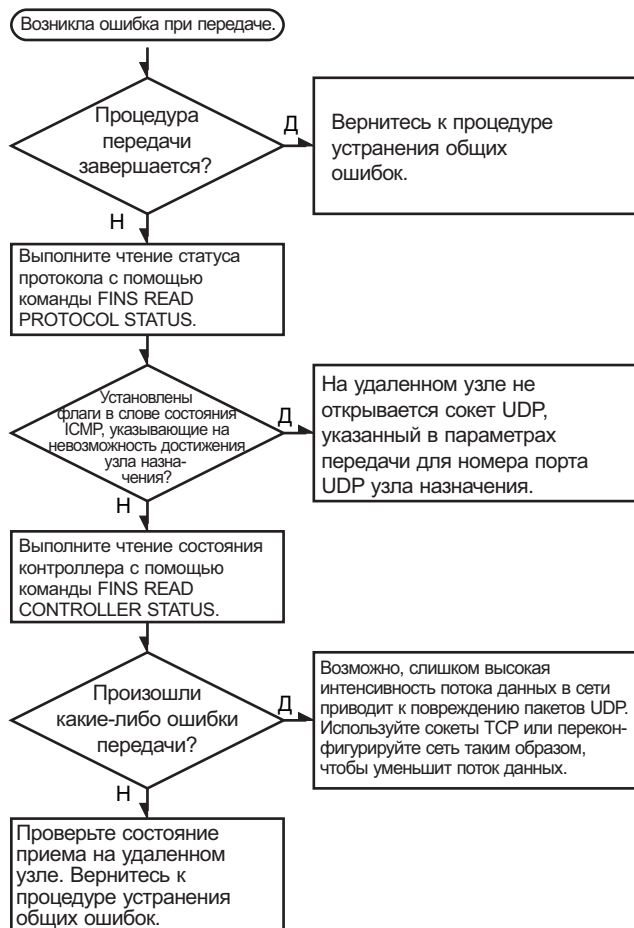 Возникла ошибка при передаче.
Процедура
передачи
завершается?
Д
Вернитесь к процедуре
устранения общих
ошибок.
Н
Выполните чтение статуса
протокола с помощью
команды FINS READ
PROTOCOL STATUS.
Установлены
флаги в слове состояния
ICMP, указывающие на
невозможность достижения
узла назна-
чения?
Д
На удаленном узле не
открывается сокет UDP,
указанный в параметрах
передачи для номера порта
UDP узла назначения.
Н
Выполните чтение состояния
контроллера с помощью
команды FINS READ
CONTROLLER STATUS.
Произошли
какие-либо ошибки
передачи?
Д
Возможно, слишком высокая
интенсивность потока данных в сети
приводит к повреждению пакетов UDP.
Используйте сокеты TCP или переконфигу-
фигурируйте сеть таким образом,
чтобы уменьшит поток данных.
Н
Проверьте состояние
приема на удаленном
узле. Вернитесь к
процедуре устранения
общих ошибок.